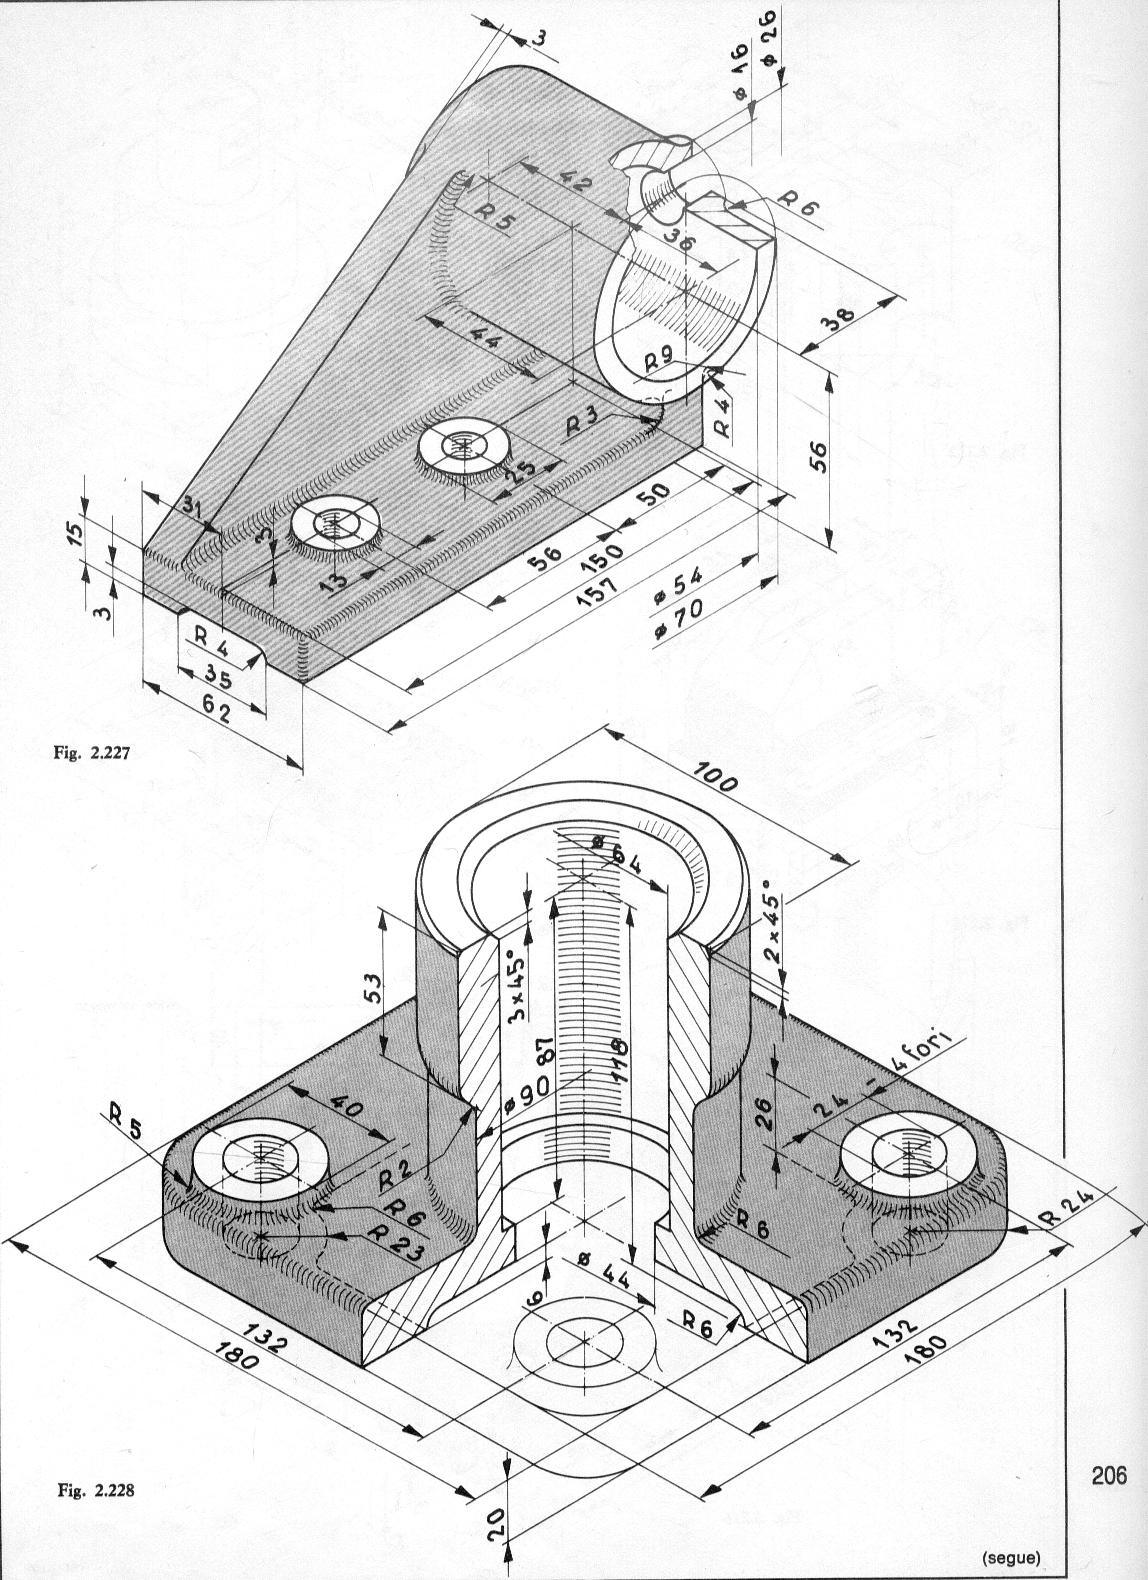 3
φ 16
φ 26
42
R 5
R 6
36
38
44
R9
R 3
R 4
56
25
31
15
3
3
13
50
56
150
157
φ 54
φ 70
R 4
35
62
Fig. 2.227
100
φ 64
2×45°
53
3×45°
87
118
φ90
24 - 4 fori
26
40
R 5
R 2
R 6
R 23
R 6
R 24
6
φ 44
R6
132
180
132
180
20
Fig. 2.228
206
(segue)